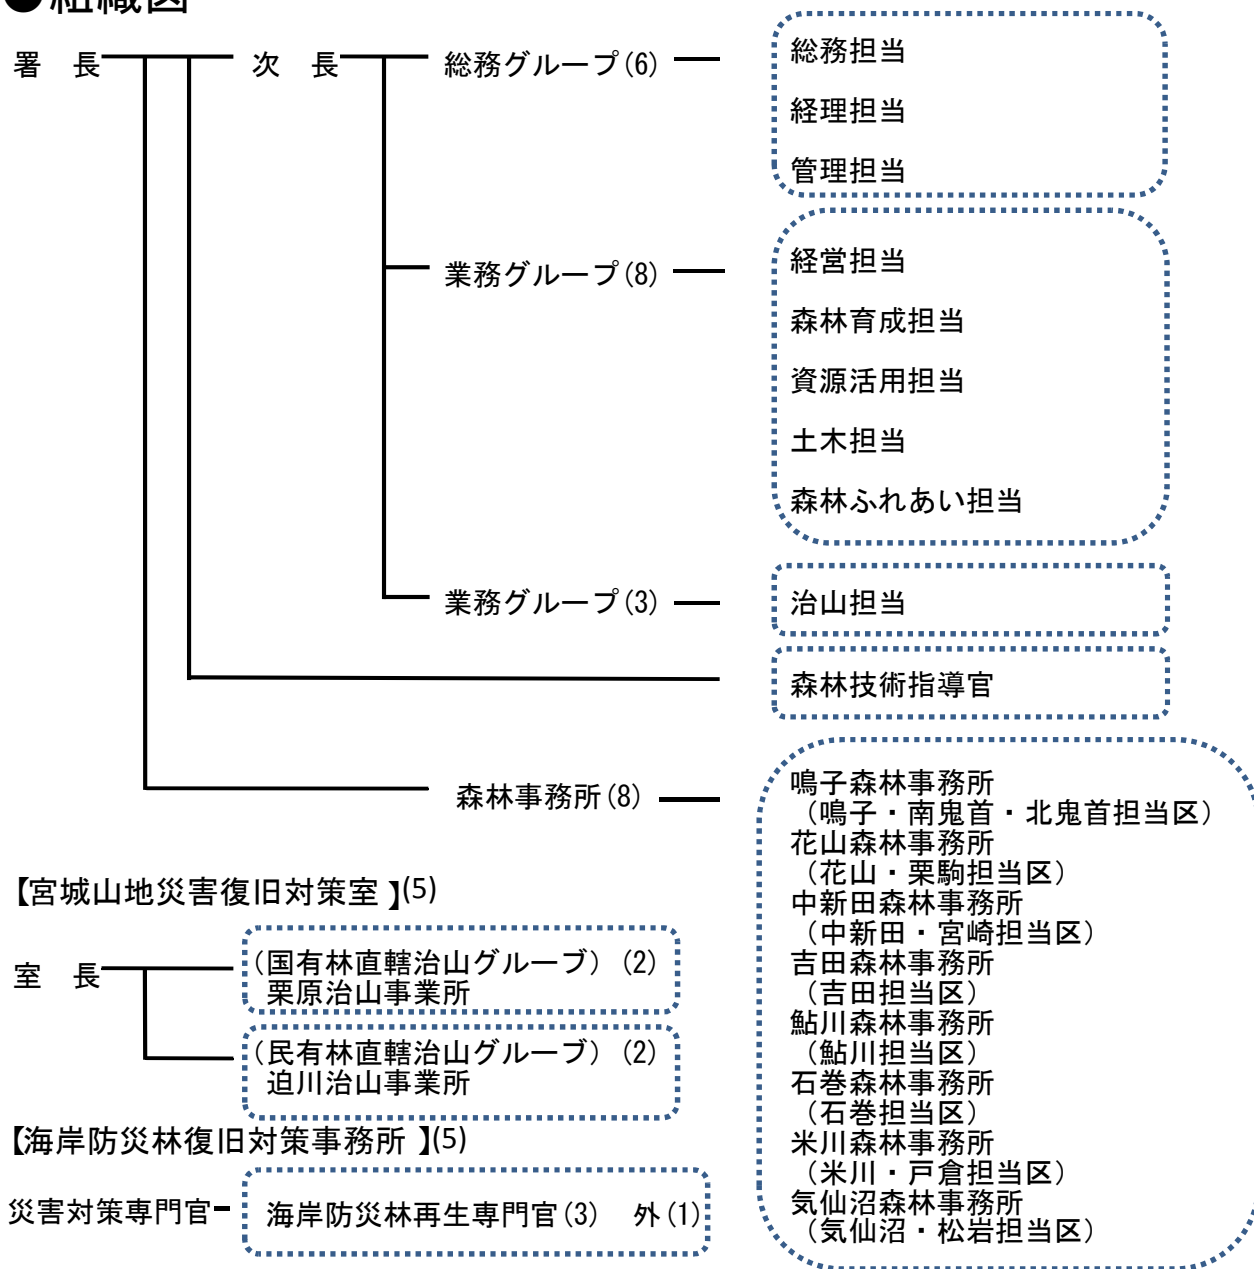 ●組織図
署　長　次　長　総務グループ(6)　総務担当
経理担当
管理担当
業務グループ(8)　経営担当
森林育成担当
資源活用担当
土木担当
森林ふれあい担当
業務グループ(3)　治山担当
森林技術指導官
森林事務所(8)
鳴子森林事務所
（鳴子・南鬼首・北鬼首担当区）
花山森林事務所
（花山・栗駒担当区）
中新田森林事務所
（中新田・宮崎担当区）
吉田森林事務所
（吉田担当区）
鮎川森林事務所
（鮎川担当区）
石巻森林事務所
（石巻担当区）
米川森林事務所
（米川・戸倉担当区）
気仙沼森林事務所
（気仙沼・松岩担当区）
【宮城山地災害復旧対策室】(5)
室　長　（国有林直轄治山グループ）(2)
栗原治山事業所
（民有林直轄治山グループ）(2)
迫川治山事業所
【海岸防災林復旧対策事務所】(5)
災害対策専門官　海岸防災林再生専門官(3)　外(1)